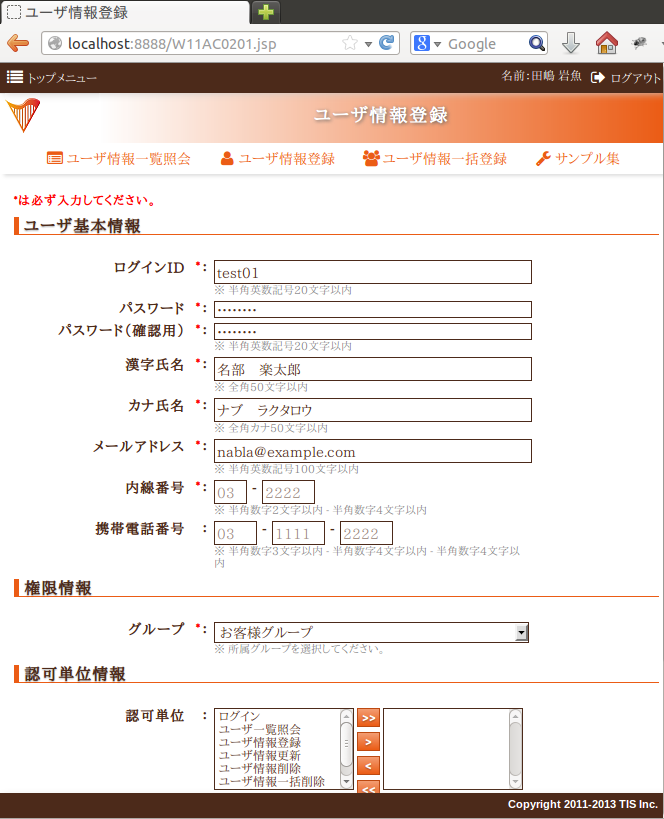 ユーザ情報登録
localhost:8888/W11AC0201.jsp
Google
トップメニュー
名前:田嶋 岩魚
ログアウト
ユーザ情報登録
ユーザ情報一覧照会
ユーザ情報登録
ユーザ情報一括登録
サンプル集
*は必ず入力してください。
ユーザ基本情報
ログインID *: test01
※ 半角英数記号20文字以内
パスワード *: ••••••••
パスワード(確認用) *: ••••••••
※ 半角英数記号20文字以内
漢字氏名 *: 名部 楽太郎
※ 全角50文字以内
カナ氏名 *: ナブ ラクタロウ
※ 全角カナ50文字以内
メールアドレス *: nabla@example.com
※ 半角英数記号100文字以内
内線番号 *: 03 - 2222
※ 半角数字2文字以内 - 半角数字4文字以内
携帯電話番号 : 03 - 1111 - 2222
※ 半角数字3文字以内 - 半角数字4文字以内 - 半角数字4文字以
内
権限情報
グループ *: お客様グループ
※ 所属グループを選択してください。
認可単位情報
認可単位 :
ログイン
ユーザ一覧照会
ユーザ情報登録
ユーザ情報更新
ユーザ情報削除
ユーザ情報一括削除
>>
>
<
<<
Copyright 2011-2013 TIS Inc.